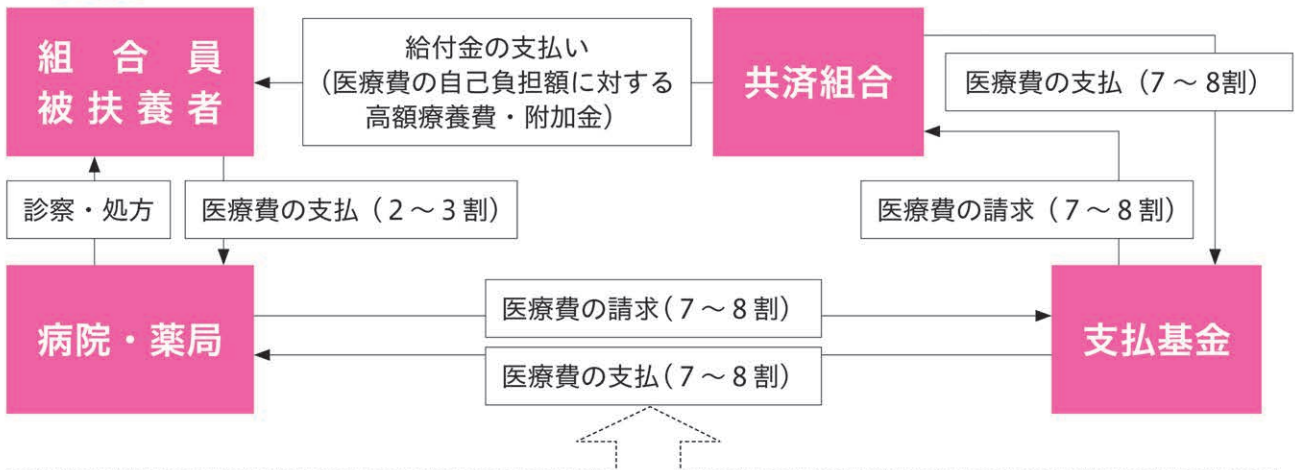 組合員
被扶養者
給付金の支払い
（医療費の自己負担額に対する
高額療養費・附加金）
共済組合
医療費の支払（7～8割）
診察・処方
医療費の支払（2～3割）
医療費の請求（7～8割）
病院・薬局
医療費の請求（7～8割）
医療費の支払（7～8割）
支払基金